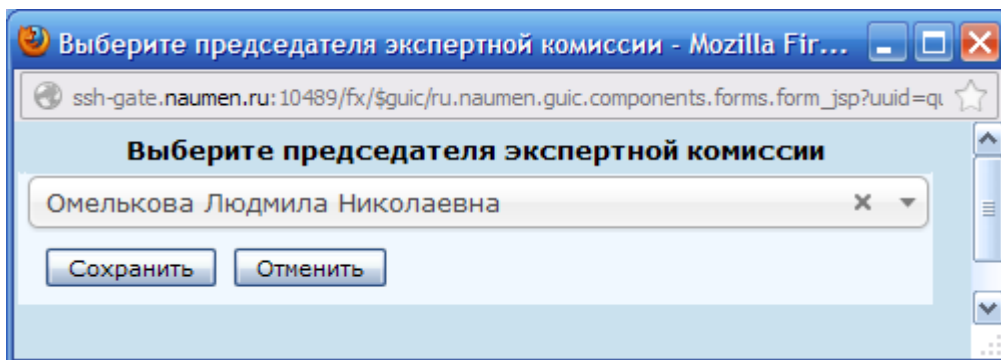 Выберите председателя экспертной комиссии - Mozilla Fir...
ssh-gate.naumen.ru:10489/fx/$guic/ru.naumen.guic.components.forms.form_jsp?uuid=qu
Выберите председателя экспертной комиссии
Омелькова Людмила Николаевна
Сохранить Отменить